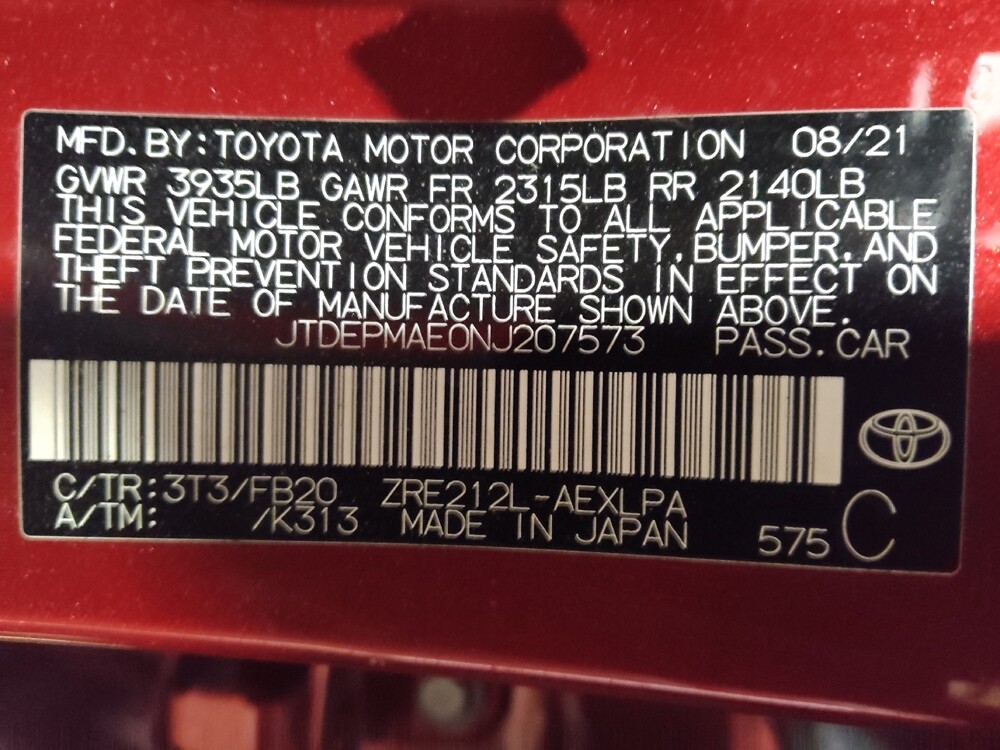 MFD.BY:TOYOTA MOTOR CORPORATION 08/21
GVWR 3935LB GAWR FR 2315LB RR 2140LB
THIS VEHICLE CONFORMS TO ALL APPLICABLE
FEDERAL MOTOR VEHICLE SAFETY,BUMPER,AND
THEFT PREVENTION STANDARDS IN EFFECT ON
THE DATE OF MANUFACTURE SHOWN ABOVE.
JTDEPMAE0NJ207573 PASS.CAR
C/TR:3T3/FB20 ZRE212L-AEXLPA
A/TM: /K313 MADE IN JAPAN 575 C